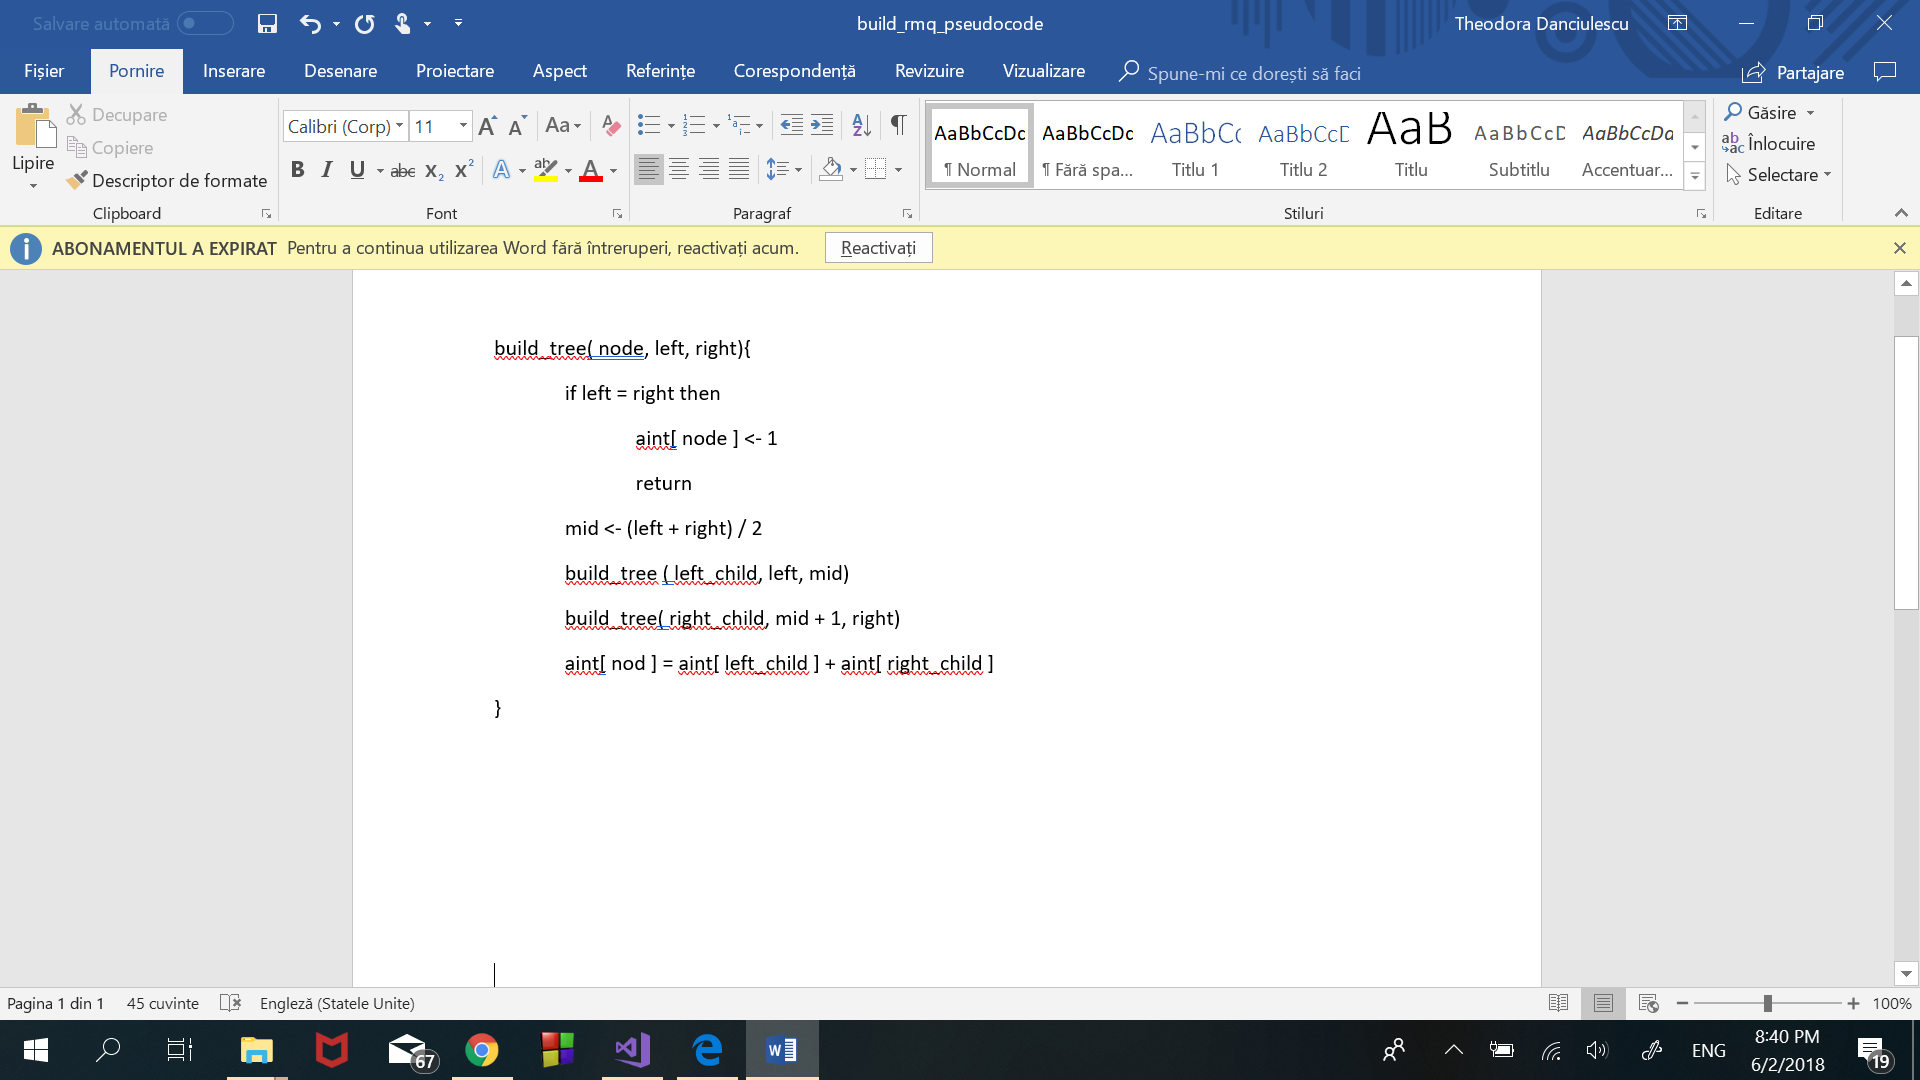 Salvare automată
build_rmq_pseudocode
Theodora Danciulescu
Fișier Pornire Inserare Desenare Proiectare Aspect Referințe Corespondență Revizuire Vizualizare Spune-mi ce dorești să faci Partajare
Lipire
Decupare
Copiere
Descriptor de formate
Clipboard
Calibri (Corp) 11
Font
Paragraf
AaBbCcDc AaBbCcDc AaBbC AaBbCcD AaB AaBbCcD AaBbCcDa
¶ Normal ¶ Fără spa... Titlu 1 Titlu 2 Titlu Subtitlu Accentuar...
Stiluri
Găsire
Înlocuire
Selectare
Editare
ABONAMENTUL A EXPIRAT Pentru a continua utilizarea Word fără întreruperi, reactivați acum. Reactivați
build_tree( node, left, right){
if left = right then
aint[ node ] <- 1
return
mid <- (left + right) / 2
build_tree ( left_child, left, mid)
build_tree( right_child, mid + 1, right)
aint[ nod ] = aint[ left_child ] + aint[ right_child ]
}
Pagina 1 din 1 45 cuvinte Engleză (Statele Unite) 100%
67
ENG
8:40 PM
6/2/2018
19